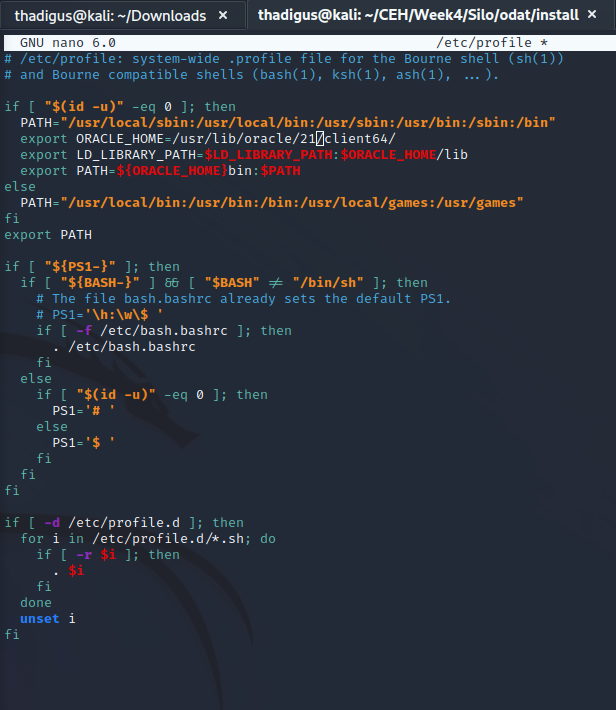 thadigus@kali: ~/Downloads × thadigus@kali: ~/CEH/Week4/Silo/odat/install ×
GNU nano 6.0 /etc/profile *
# /etc/profile: system-wide .profile file for the Bourne shell (sh(1))
# and Bourne compatible shells (bash(1), ksh(1), ash(1), ...).
if [ "$(id -u)" -eq 0 ]; then
PATH="/usr/local/sbin:/usr/local/bin:/usr/sbin:/usr/bin:/sbin:/bin"
export ORACLE_HOME=/usr/lib/oracle/21/client64/
export LD_LIBRARY_PATH=$LD_LIBRARY_PATH:$ORACLE_HOME/lib
export PATH=${ORACLE_HOME}bin:$PATH
else
PATH="/usr/local/bin:/usr/bin:/bin:/usr/local/games:/usr/games"
fi
export PATH
if [ "${PS1-}" ]; then
if [ "${BASH-}" ] && [ "$BASH" != "/bin/sh" ]; then
# The file bash.bashrc already sets the default PS1.
# PS1='\h:\w\$ '
if [ -f /etc/bash.bashrc ]; then
. /etc/bash.bashrc
fi
else
if [ "$(id -u)" -eq 0 ]; then
PS1='# '
else
PS1='$ '
fi
fi
fi
if [ -d /etc/profile.d ]; then
for i in /etc/profile.d/*.sh; do
if [ -r $i ]; then
. $i
fi
done
unset i
fi